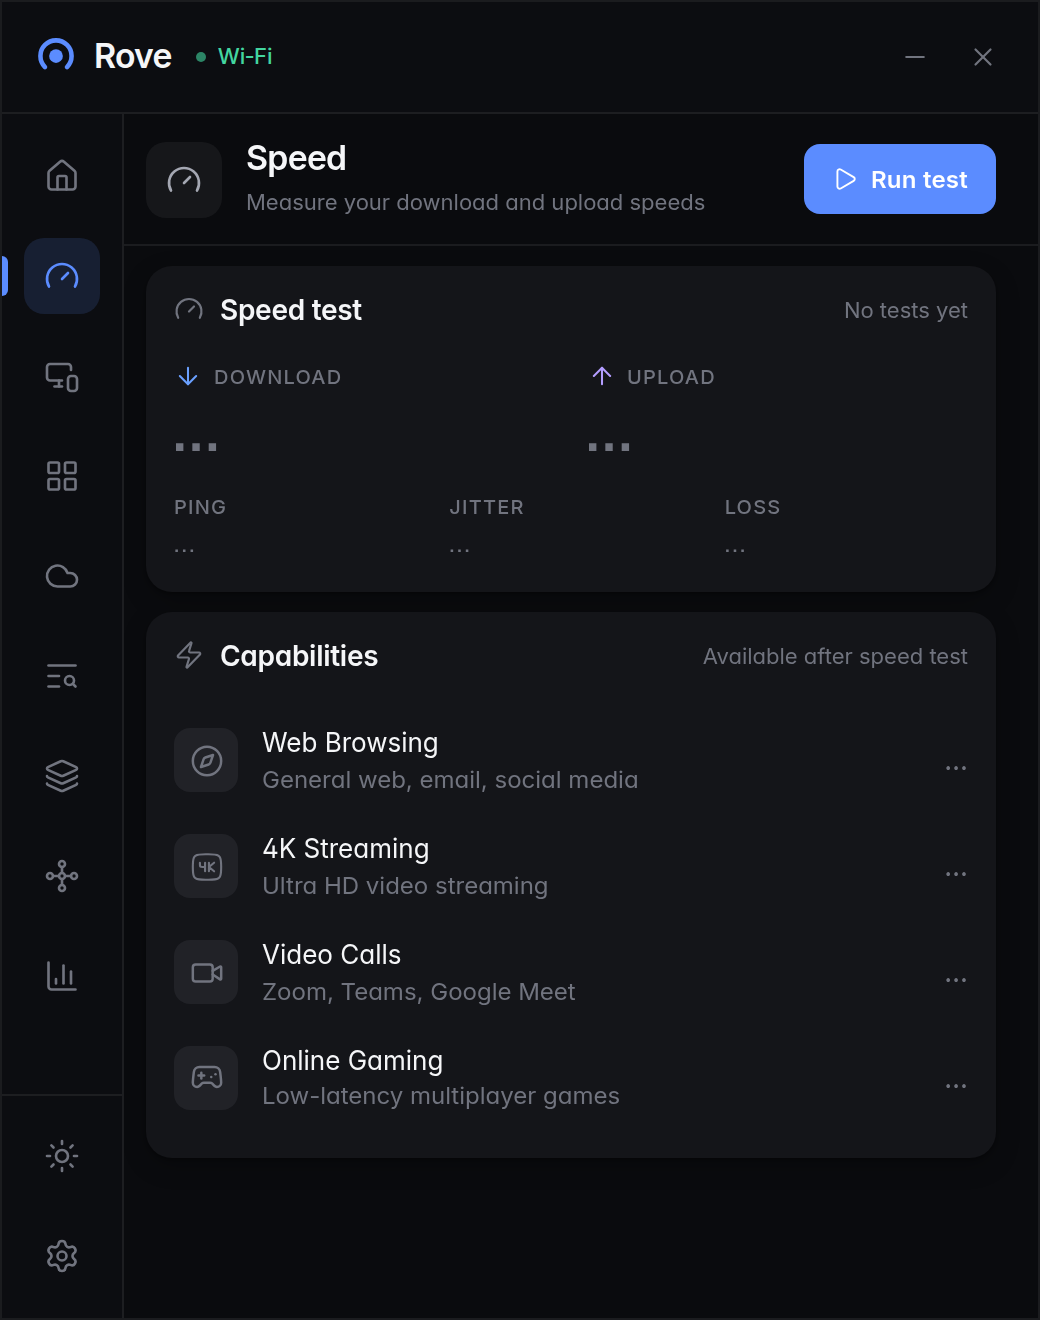 Rove
Wi-Fi
Speed
Measure your download and upload speeds
Run test
Speed test
No tests yet
DOWNLOAD
UPLOAD
...
...
PING
JITTER
LOSS
...
...
...
Capabilities
Available after speed test
Web Browsing
General web, email, social media
...
4K
4K Streaming
Ultra HD video streaming
...
Video Calls
Zoom, Teams, Google Meet
...
Online Gaming
Low-latency multiplayer games
...